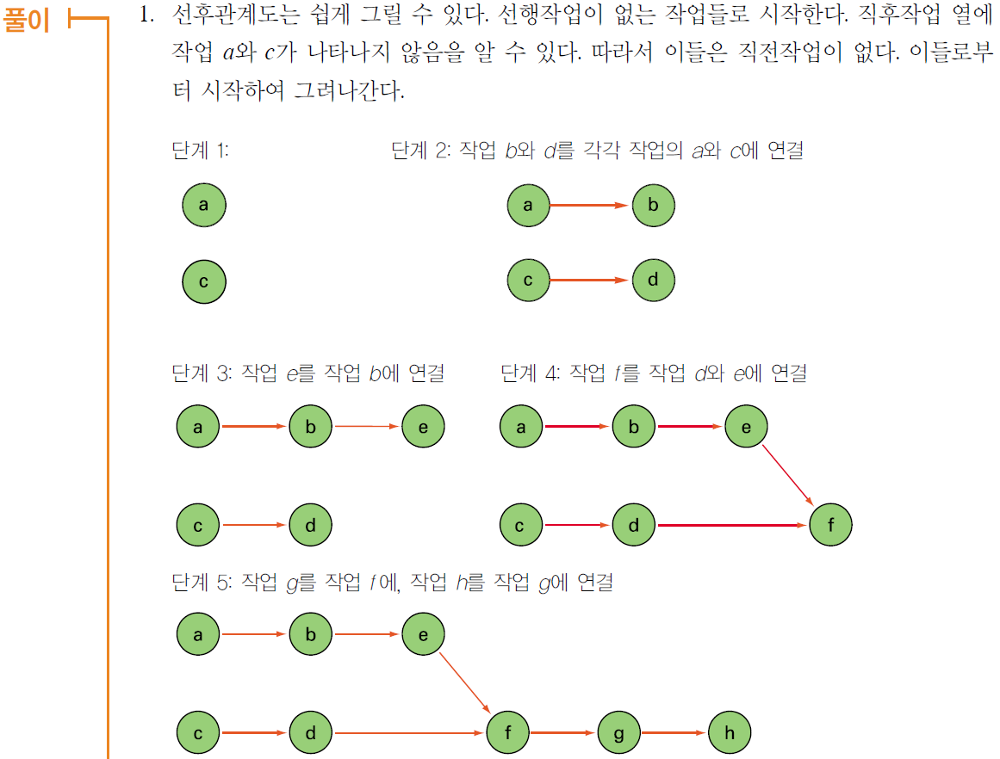 풀이
1. 선후관계도는 쉽게 그릴 수 있다. 선행작업이 없는 작업들로 시작한다. 직후작업 열에
작업 a와 c가 나타나지 않음을 알 수 있다. 따라서 이들은 직전작업이 없다. 이들로부
터 시작하여 그려나간다.
단계 1:
단계 2: 작업 b와 d를 각각 작업의 a와 c에 연결
a
a b
c
c d
단계 3: 작업 e를 작업 b에 연결
단계 4: 작업 f를 작업 d와 e에 연결
a b e
a b e
c d
c d f
단계 5: 작업 g를 작업 f에, 작업 h를 작업 g에 연결
a b e
c d f g h